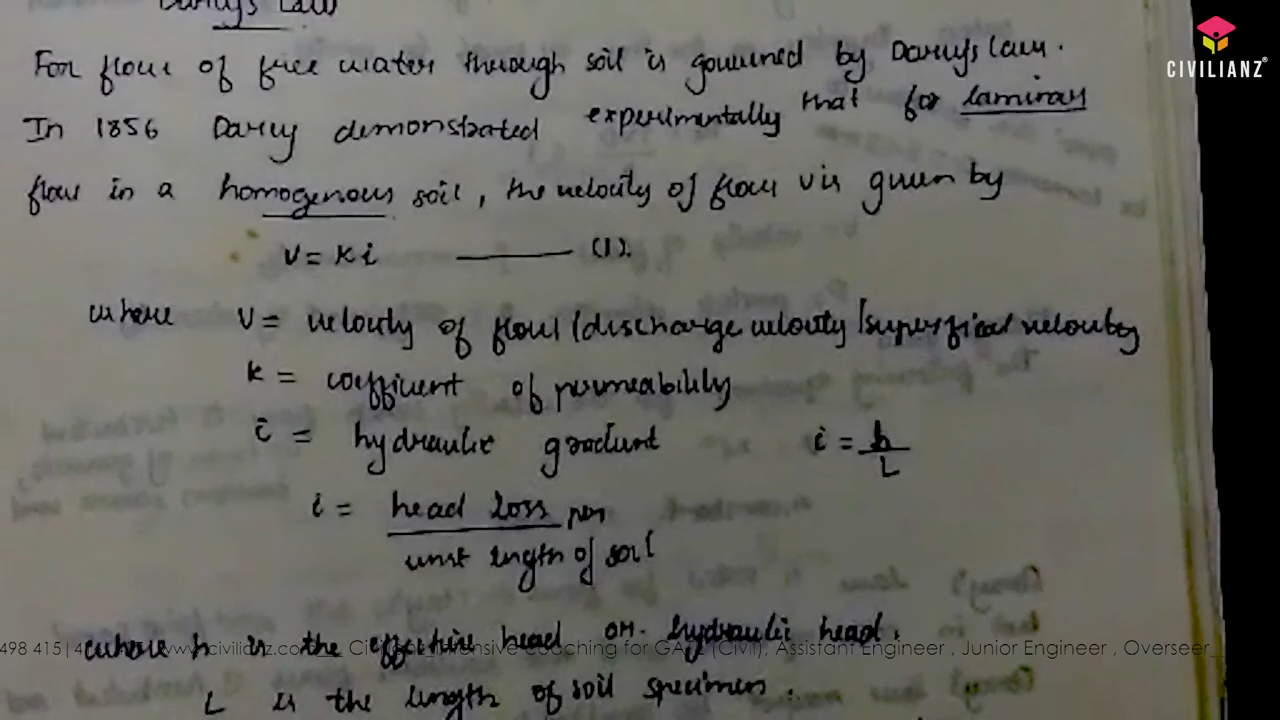 Darcy's Law
CIVILIANZ®
For flow of free water through soil is governed by Darcy's law.
In 1856 Darcy demonstrated experimentally that for laminar
flow in a homogenous soil, the velocity of flow v is given by
v = k i ——— (1).
where v = velocity of flow / discharge velocity / superficial velocity
k = coefficient of permeability
i = hydraulic gradient i = h/L
i = head loss per
unit length of soil
where h is the effective head or hydraulic head.
498 415 | www.civilianz.com Coaching for (Civil), Assistant Engineer , Junior Engineer , Overseer
L is the length of soil specimen.